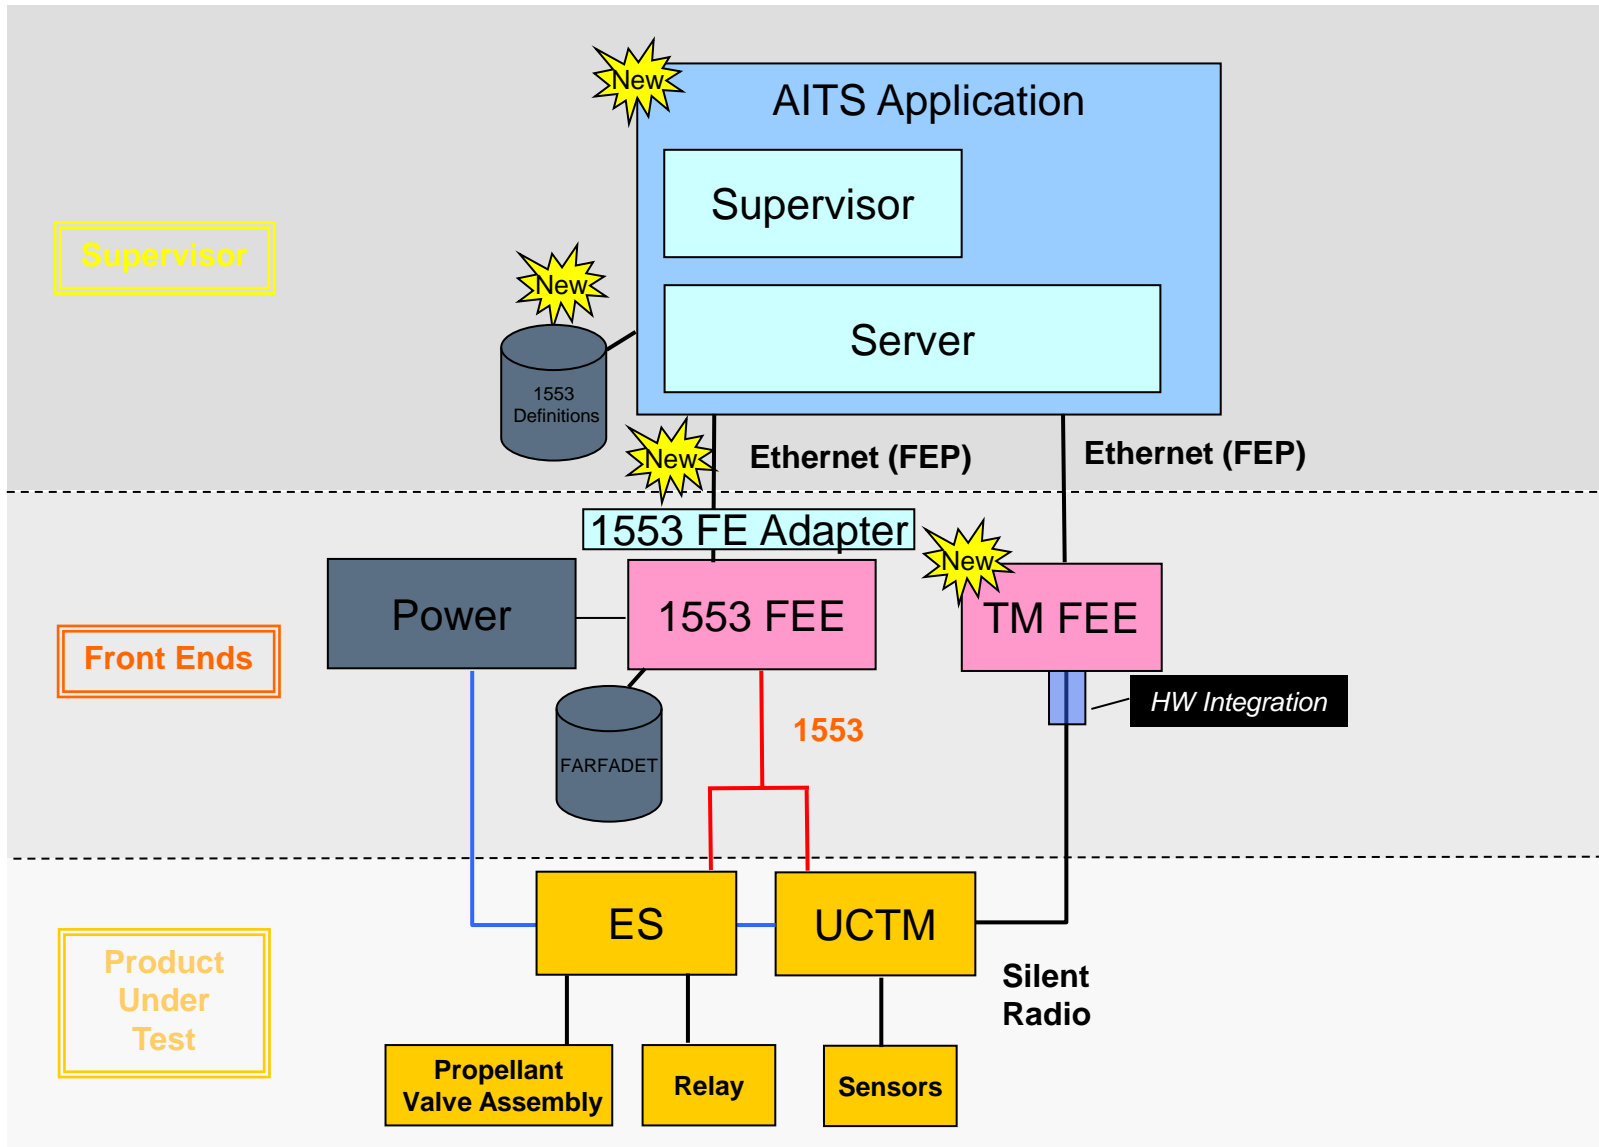 New
AITS Application
Supervisor
Supervisor
New
Server
1553
Definitions
New
Ethernet (FEP)
Ethernet (FEP)
1553 FE Adapter
New
Power
1553 FEE
TM FEE
Front Ends
HW Integration
1553
FARFADET
ES
UCTM
Product
Under
Test
Silent
Radio
Propellant
Valve Assembly
Relay
Sensors